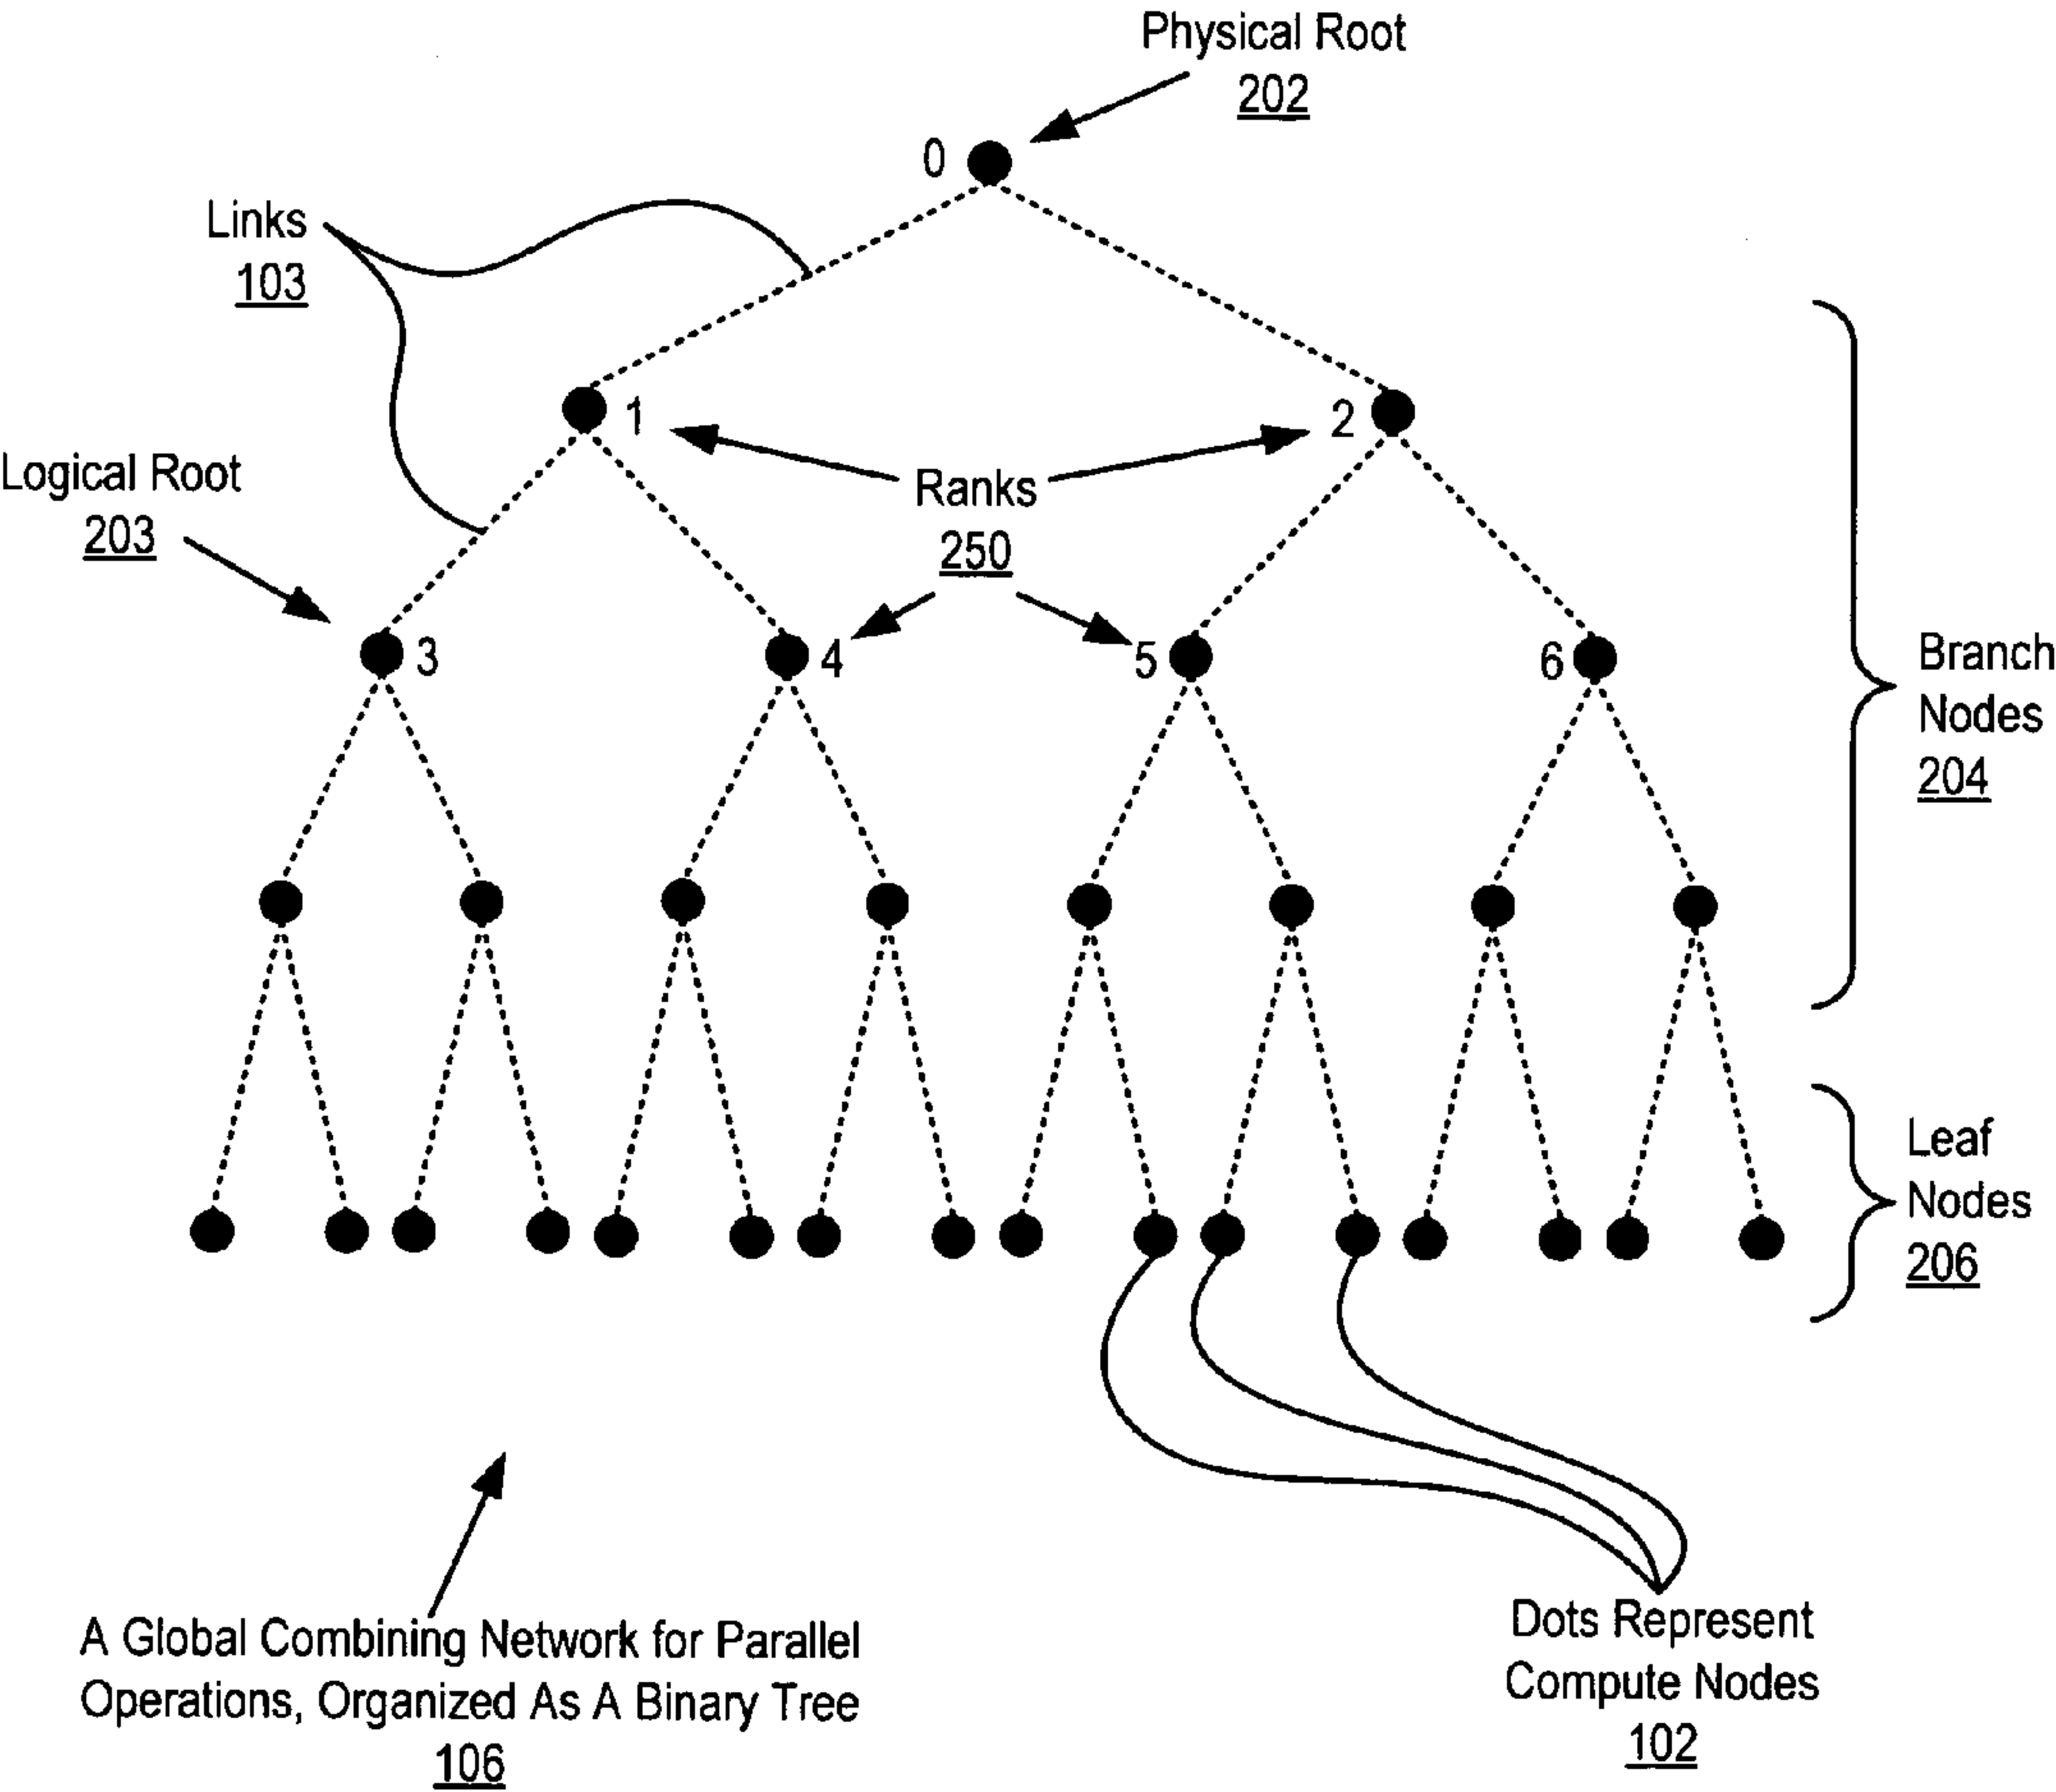 Physical Root
202
0
Links
103
1
2
Logical Root
203
Ranks
250
3
4
5
6
Branch
Nodes
204
Leaf
Nodes
206
A Global Combining Network for Parallel
Operations, Organized As A Binary Tree
106
Dots Represent
Compute Nodes
102